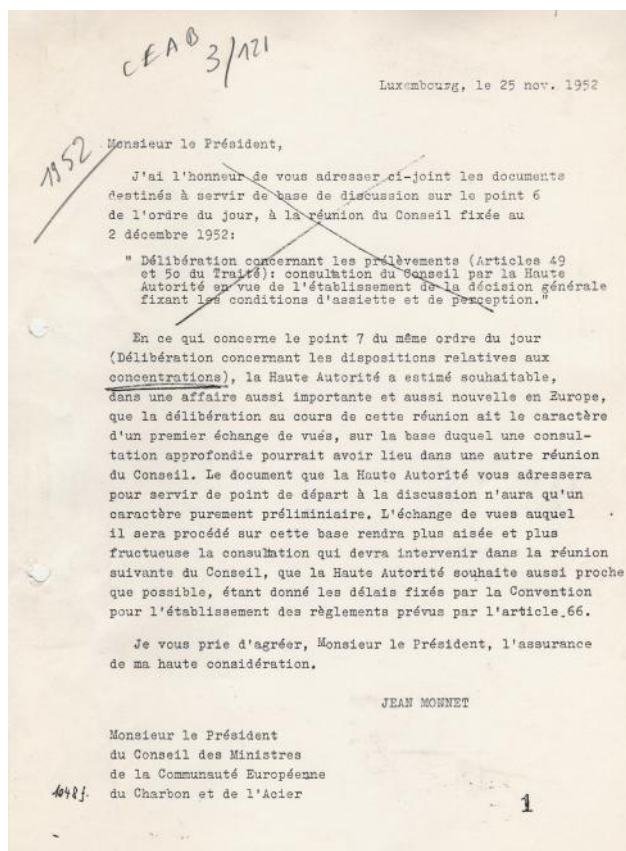 CEAB 3/121
Luxembourg, le 25 nov. 1952
1952
Monsieur le Président,
J'ai l'honneur de vous adresser ci-joint les documents
destinés à servir de base de discussion sur le point 6
de l'ordre du jour, à la réunion du Conseil fixée au
2 décembre 1952:
" Délibération concernant les prélèvements (Articles 49
et 5o du Traité): consultation du Conseil par la Haute
Autorité en vue de l'établissement de la décision générale
fixant les conditions d'assiette et de perception."
En ce qui concerne le point 7 du même ordre du jour
(Délibération concernant les dispositions relatives aux
concentrations), la Haute Autorité a estimé souhaitable,
dans une affaire aussi importante et aussi nouvelle en Europe,
que la délibération au cours de cette réunion ait le caractère
d'un premier échange de vues, sur la base duquel une consul-
tation approfondie pourrait avoir lieu dans une autre réunion
du Conseil. Le document que la Haute Autorité vous adressera
pour servir de point de départ à la discussion n'aura qu'un
caractère purement préliminiaire. L'échange de vues auquel
il sera procédé sur cette base rendra plus aisée et plus
fructueuse la consultation qui devra intervenir dans la réunion
suivante du Conseil, que la Haute Autorité souhaite aussi proche
que possible, étant donné les délais fixés par la Convention
pour l'établissement des règlements prévus par l'article 66.
Je vous prie d'agréer, Monsieur le Président, l'assurance
de ma haute considération.
JEAN MONNET
Monsieur le Président
du Conseil des Ministres
de la Communauté Européenne
1048f. du Charbon et de l'Acier
1